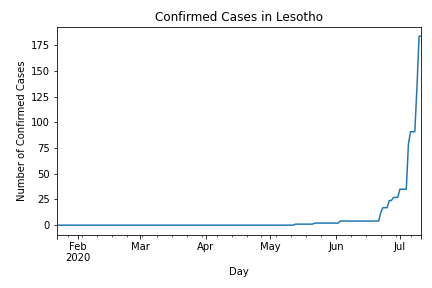 Confirmed Cases in Lesotho
Number of Confirmed Cases
175
150
125
100
75
50
25
0
Feb Mar Apr May Jun Jul
2020
Day